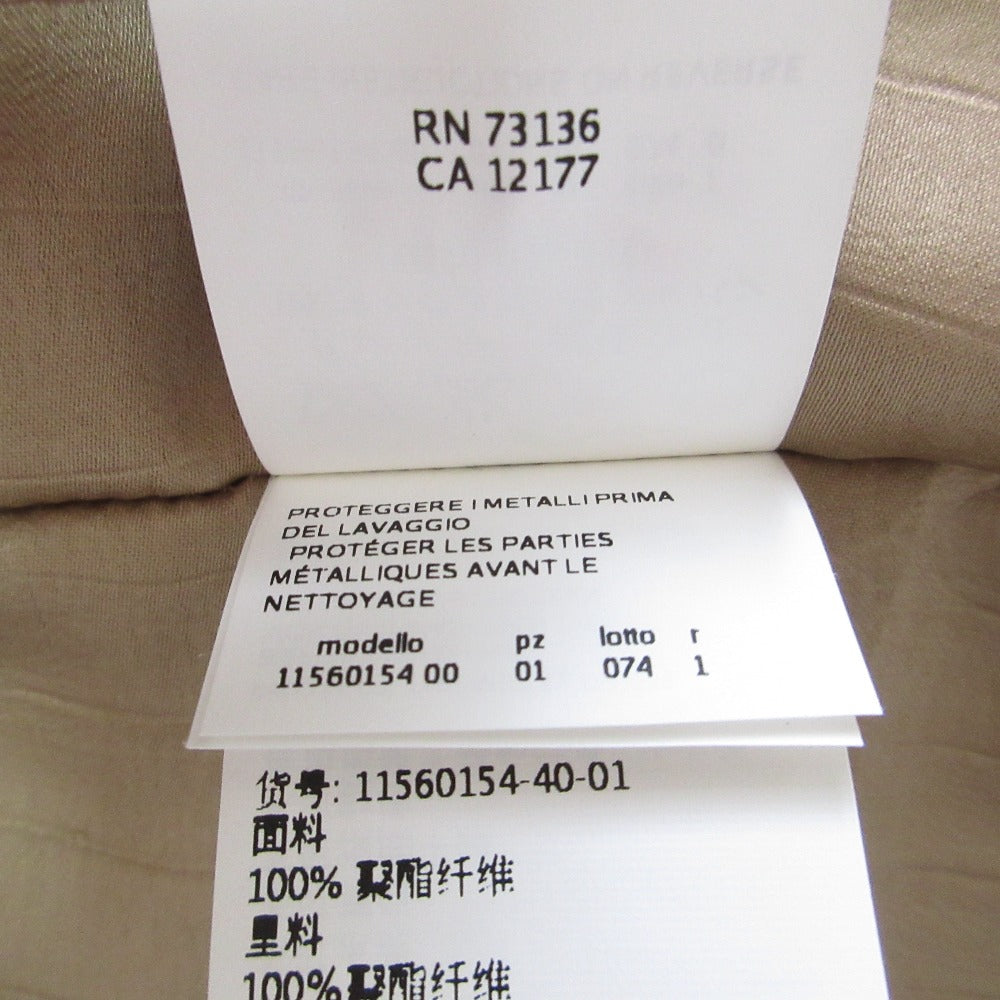 RN 73136
CA 12177
PROTEGGERE I METALLI PRIMA
DEL LAVAGGIO
PROTÉGER LES PARTIES
MÉTALLIQUES AVANT LE
NETTOYAGE
modello pz lotto r
11560154 00 01 074 1
货号: 11560154-40-01
面料
100% 聚酯纤维
里料
100% 聚酯纤维